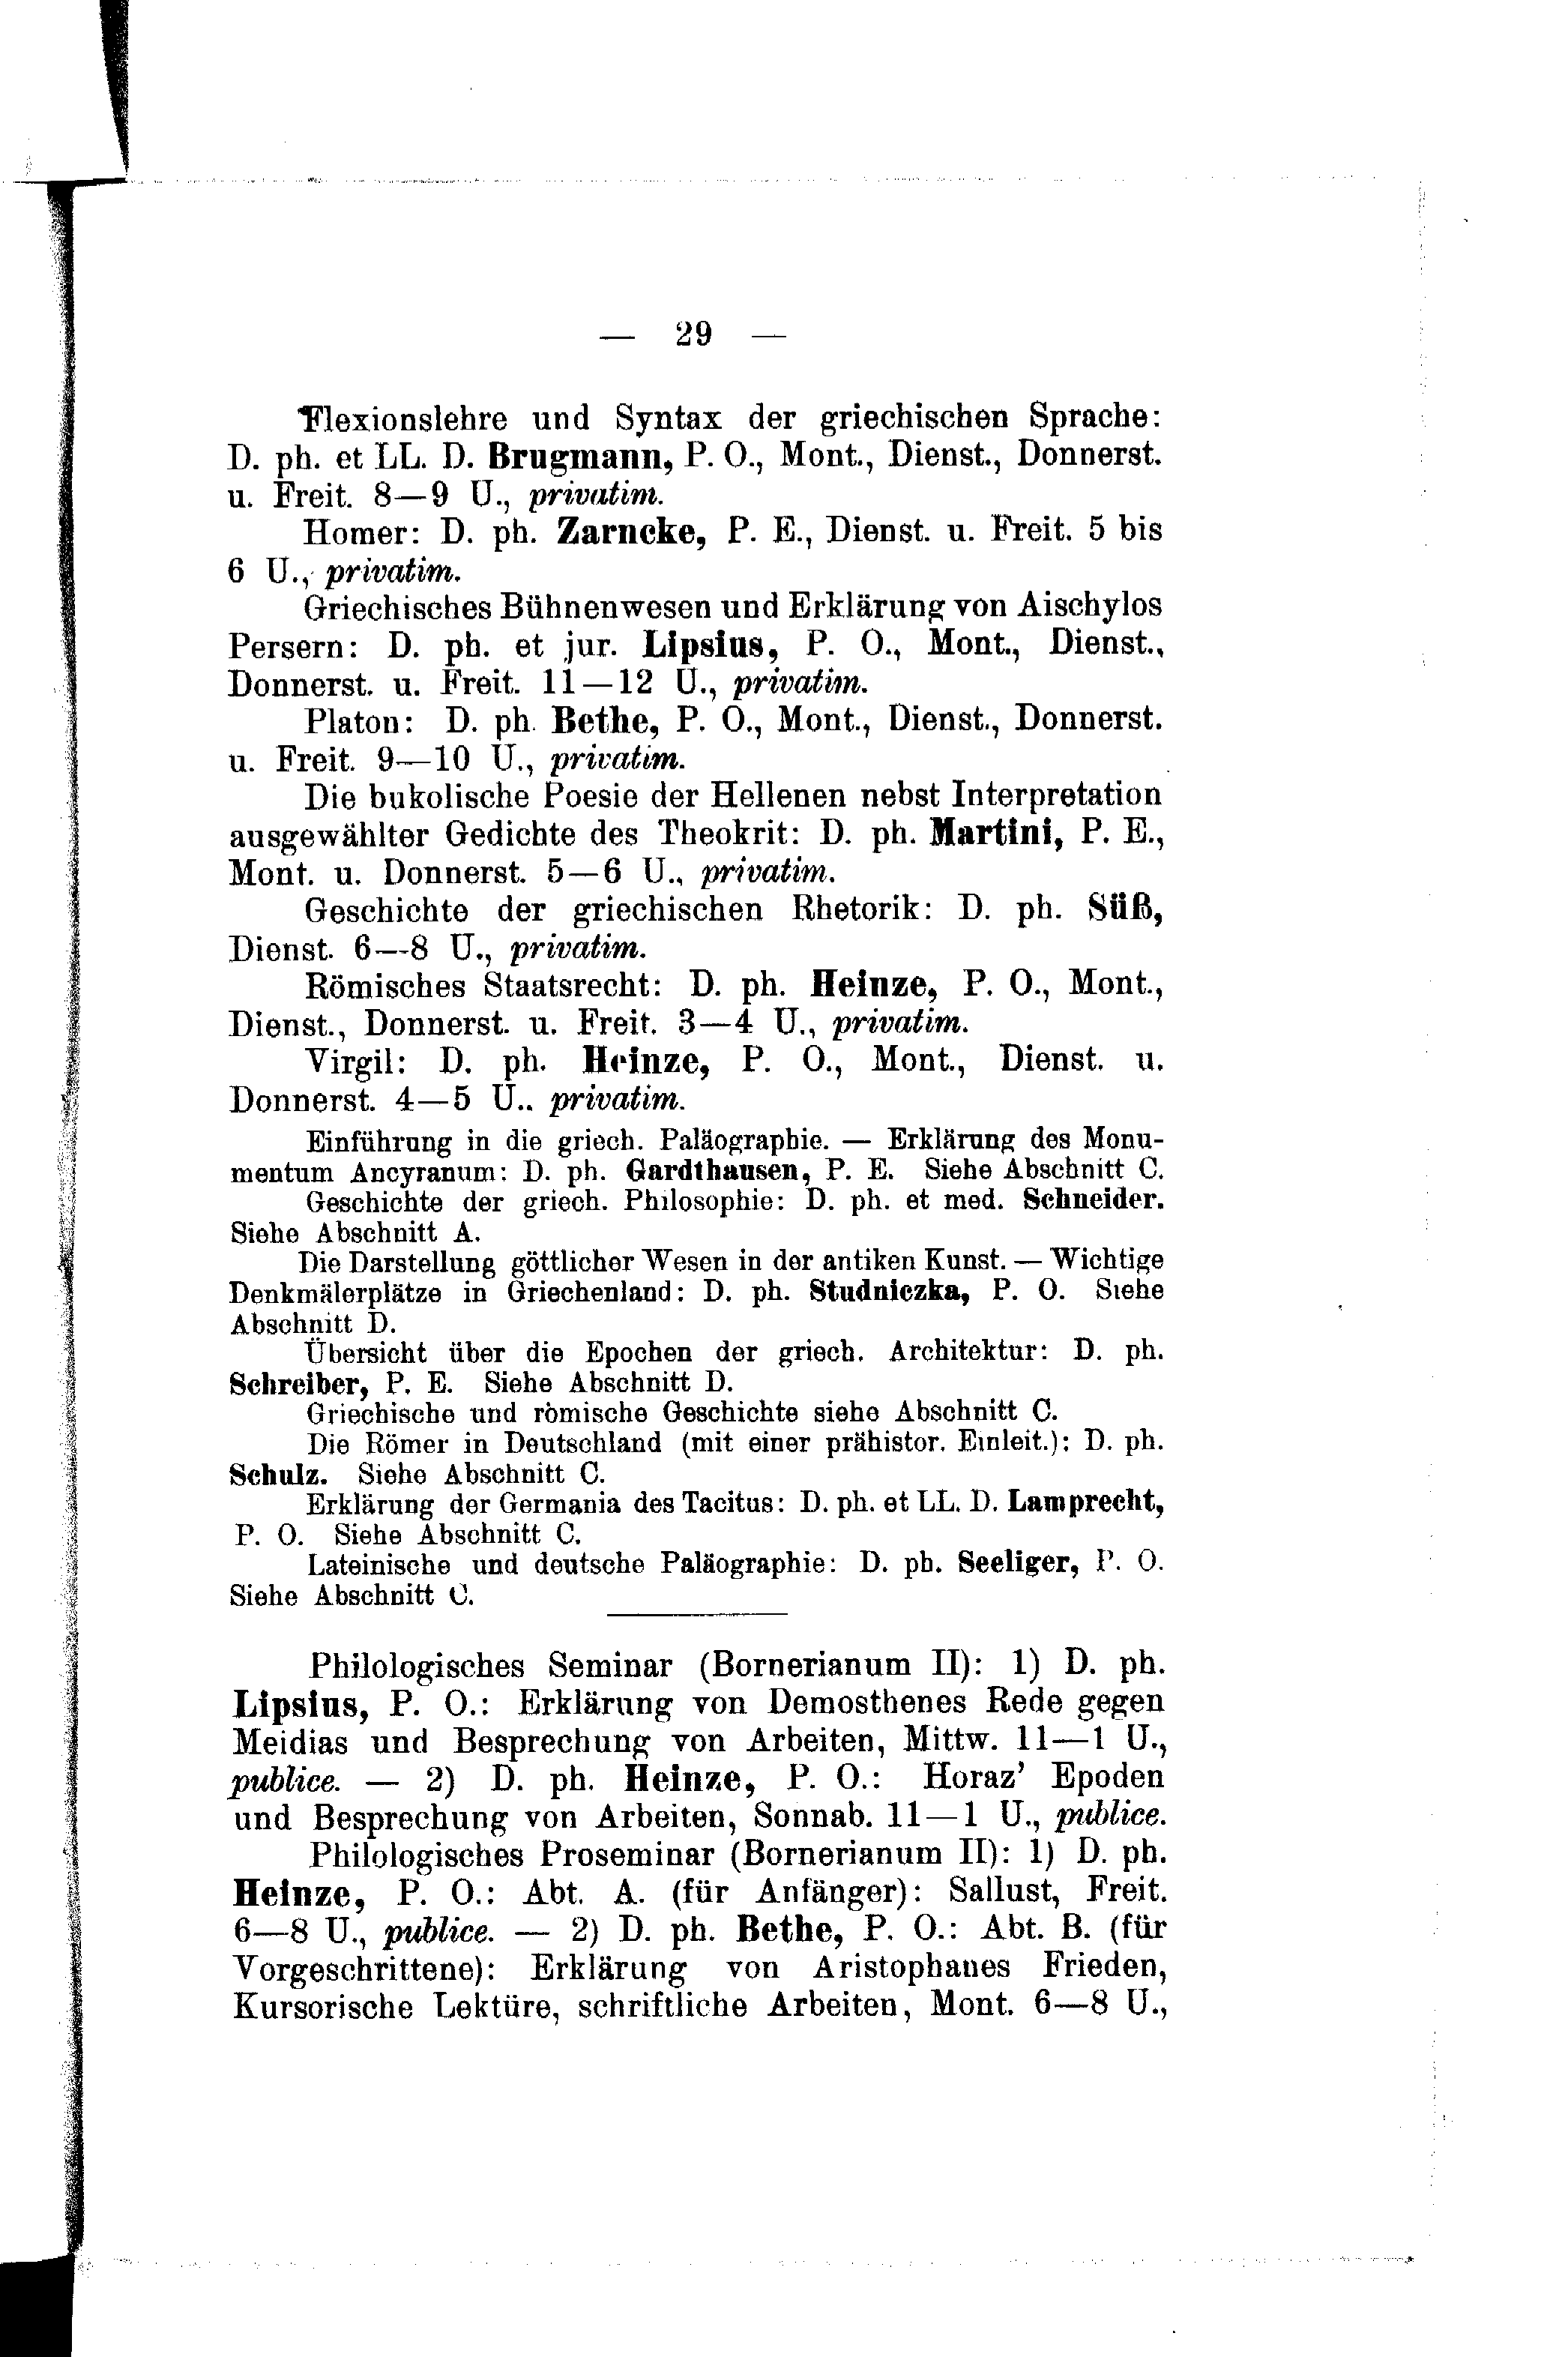 — 29 —
Flexionslehre und Syntax der griechischen Sprache:
D. ph. et LL. D. Brugmann, P. O., Mont., Dienst., Donnerst.
u. Freit. 8—9 U., privatim.
Homer: D. ph. Zarncke, P. E., Dienst. u. Freit. 5 bis
6 U., privatim.
Griechisches Bühnenwesen und Erklärung von Aischylos
Persern: D. ph. et jur. Lipsius, P. O., Mont., Dienst.,
Donnerst. u. Freit. 11—12 U., privatim.
Platon: D. ph. Bethe, P. O., Mont., Dienst., Donnerst.
u. Freit. 9—10 U., privatim.
Die bukolische Poesie der Hellenen nebst Interpretation
ausgewählter Gedichte des Theokrit: D. ph. Martini, P. E.,
Mont. u. Donnerst. 5—6 U., privatim.
Geschichte der griechischen Rhetorik: D. ph. Süß,
Dienst. 6—8 U., privatim.
Römisches Staatsrecht: D. ph. Heinze, P. O., Mont.,
Dienst., Donnerst. u. Freit. 3—4 U., privatim.
Virgil: D. ph. Heinze, P. O., Mont., Dienst. u.
Donnerst. 4—5 U.. privatim.
Einführung in die griech. Paläographie. — Erklärung des Monu-
mentum Ancyranum: D. ph. Gardthausen, P. E. Siehe Abschnitt C.
Geschichte der griech. Philosophie: D. ph. et med. Schneider.
Siehe Abschnitt A.
Die Darstellung göttlicher Wesen in der antiken Kunst. — Wichtige
Denkmälerplätze in Griechenland: D. ph. Studniczka, P. O. Siehe
Abschnitt D.
Übersicht über die Epochen der griech. Architektur: D. ph.
Schreiber, P. E. Siehe Abschnitt D.
Griechische und römische Geschichte siehe Abschnitt C.
Die Römer in Deutschland (mit einer prähistor. Einleit.): D. ph.
Schulz. Siehe Abschnitt C.
Erklärung der Germania des Tacitus: D. ph. et LL. D. Lamprecht,
P. O. Siehe Abschnitt C.
Lateinische und deutsche Paläographie: D. ph. Seeliger, P. O.
Siehe Abschnitt C.
Philologisches Seminar (Bornerianum II): 1) D. ph.
Lipsius, P. O.: Erklärung von Demosthenes Rede gegen
Meidias und Besprechung von Arbeiten, Mittw. 11—1 U.,
publice. — 2) D. ph. Heinze, P. O.: Horaz’ Epoden
und Besprechung von Arbeiten, Sonnab. 11—1 U., publice.
Philologisches Proseminar (Bornerianum II): 1) D. ph.
Heinze, P. O.: Abt. A. (für Anfänger): Sallust, Freit.
6—8 U., publice. — 2) D. ph. Bethe, P. O.: Abt. B. (für
Vorgeschrittene): Erklärung von Aristophanes Frieden,
Kursorische Lektüre, schriftliche Arbeiten, Mont. 6—8 U.,